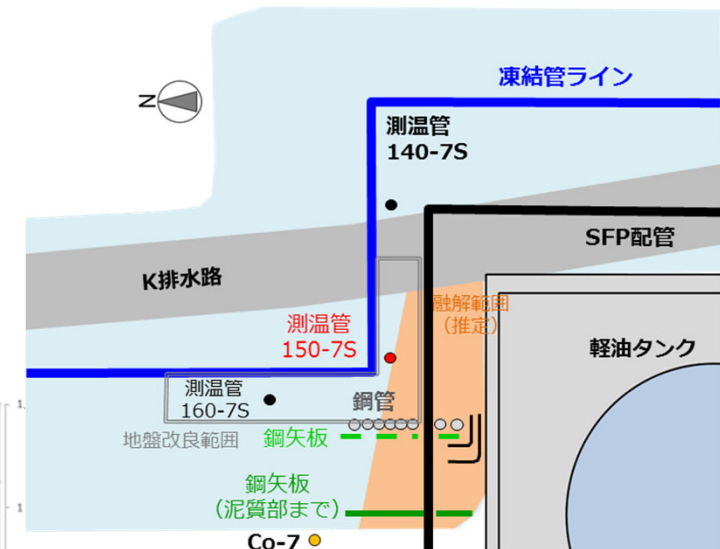 凍結管ライン
N
測温管
140-7S
SFP配管
K排水路
融解範囲
（推定）
測温管
150-7S
軽油タンク
測温管
160-7S
鋼管
1
地盤改良範囲
鋼矢板
鋼矢板
（泥質部まで）
1
Co-7